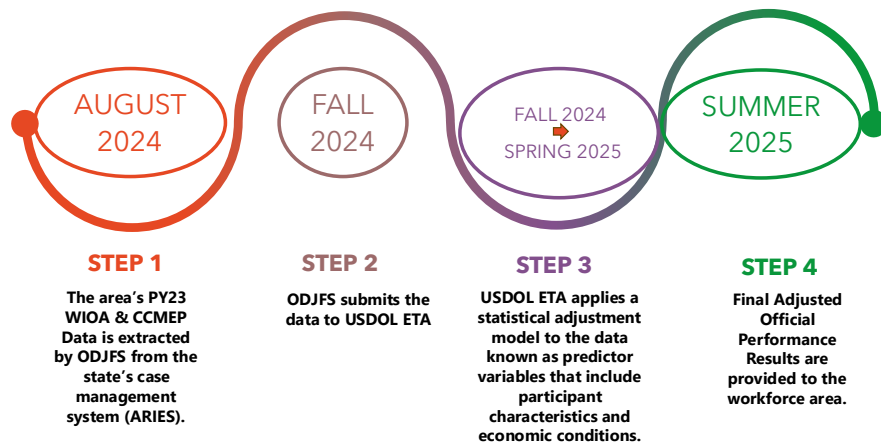 AUGUST
2024
FALL
2024
FALL 2024
SPRING 2025
SUMMER
2025
STEP 1
The area's PY23
WIOA & CCMEP
Data is extracted
by ODJFS from the
state's case
management
system (ARIES).
STEP 2
ODJFS submits the
data to USDOL ETA
STEP 3
USDOL ETA applies a
statistical adjustment
model to the data
known as predictor
variables that include
participant
characteristics and
economic conditions.
STEP 4
Final Adjusted
Official
Performance
Results are
provided to the
workforce area.